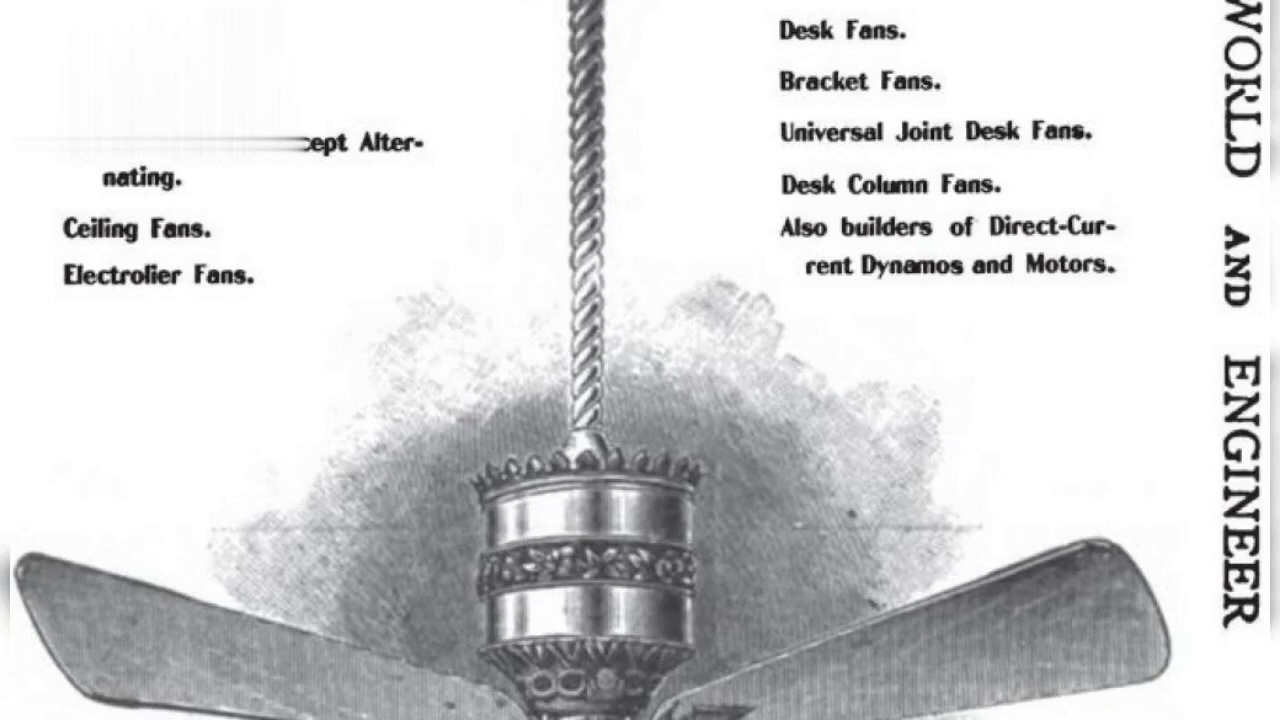 Alter-
nating.
Ceiling Fans.
Electrolier Fans.
Desk Fans.
Bracket Fans.
Universal Joint Desk Fans.
Desk Column Fans.
Also builders of Direct-Cur-
rent Dynamos and Motors.
WORLD AND ENGINEER